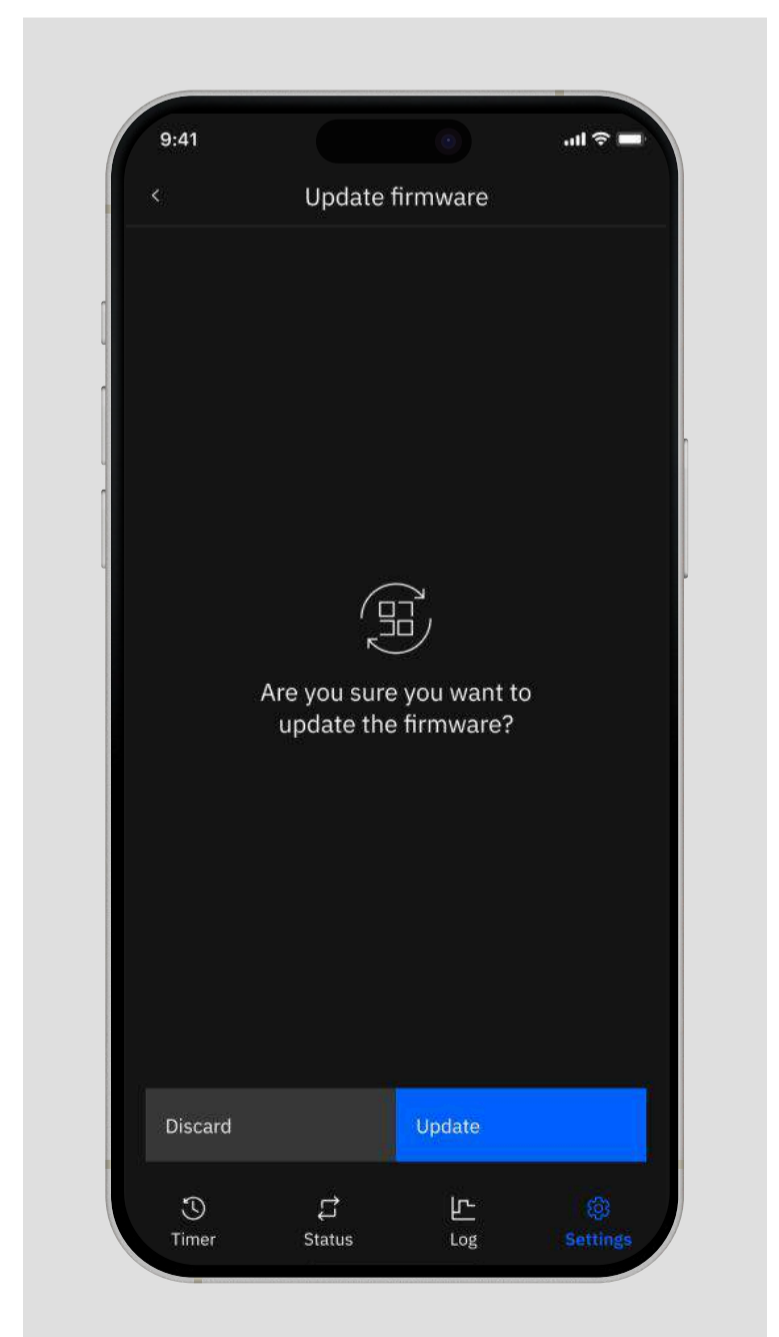 9:41
Update firmware
Are you sure you want to
update the firmware?
Discard
Update
Timer
Status
Log
Settings